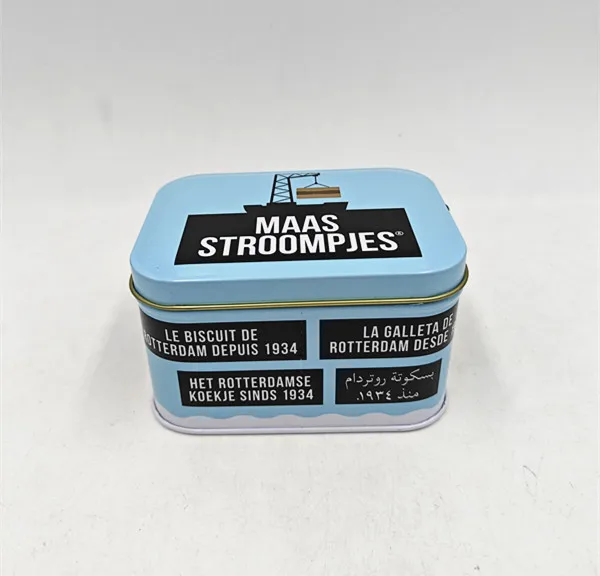 MAAS
STROOMPJES®
LE BISCUIT DE
ROTTERDAM DEPUIS 1934
LA GALLETA DE
ROTTERDAM DESDE
HET ROTTERDAMSE
KOEKJE SINDS 1934
بسكوتة روتردام
منذ ١٩٣٤.